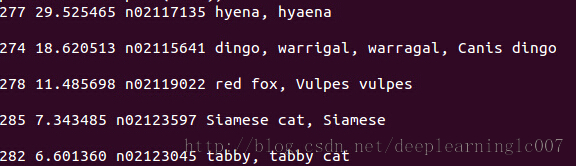 277 29.525465 n02117135 hyena, hyaena
274 18.620513 n02115641 dingo, warrigal, warragal, Canis dingo
278 11.485698 n02119022 red fox, Vulpes vulpes
285 7.343485 n02123597 Siamese cat, Siamese
http://blog.csdn.net/deeplearninglc007
282 6.601360 n02123045 tabby, tabby cat